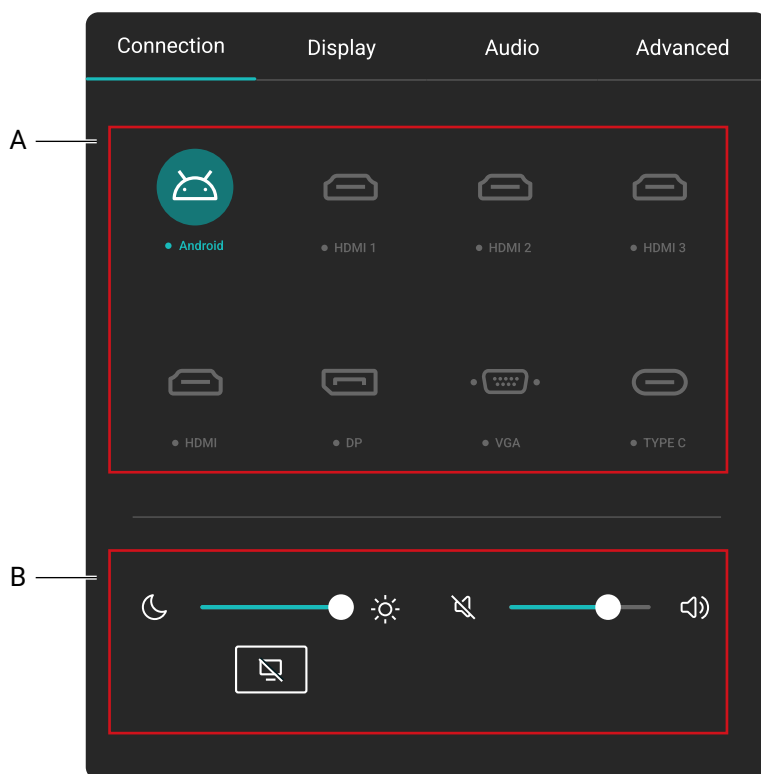 Connection Display Audio Advanced
A
• Android • HDMI 1 • HDMI 2 • HDMI 3
• HDMI • DP • VGA • TYPE C
B